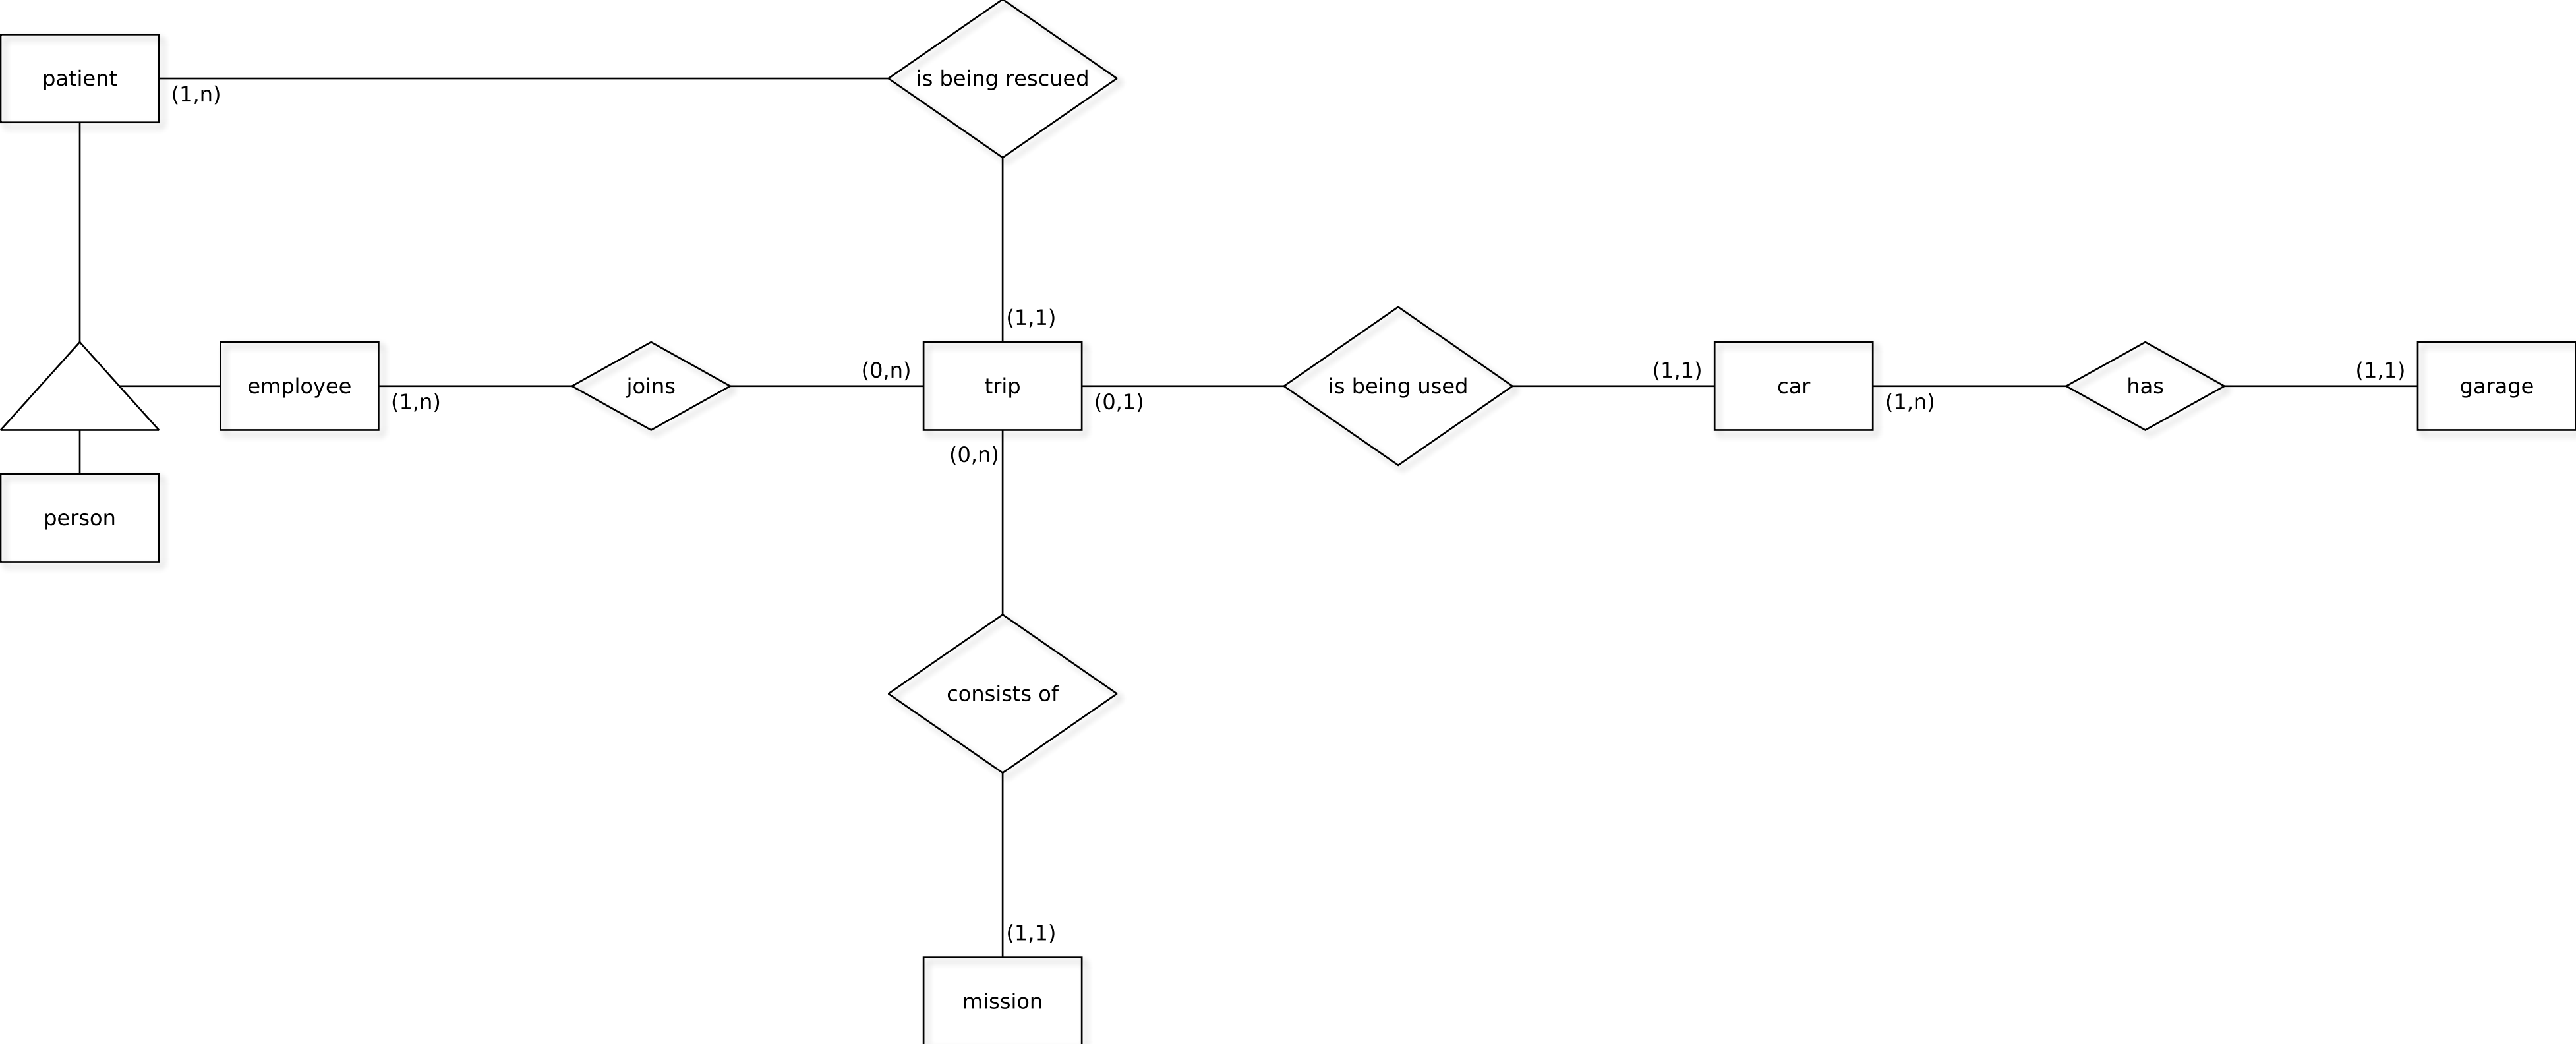 patient
(1,n)
is being rescued
(1,1)
employee
(1,n)
joins
(0,n)
trip
(0,1)
is being used
(1,1)
car
(1,n)
has
(1,1)
garage
(0,n)
person
consists of
(1,1)
mission